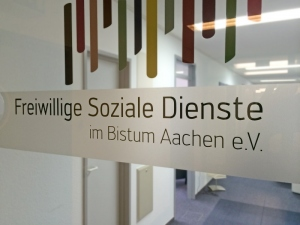 Freiwillige Soziale Dienste
im Bistum Aachen e.V.